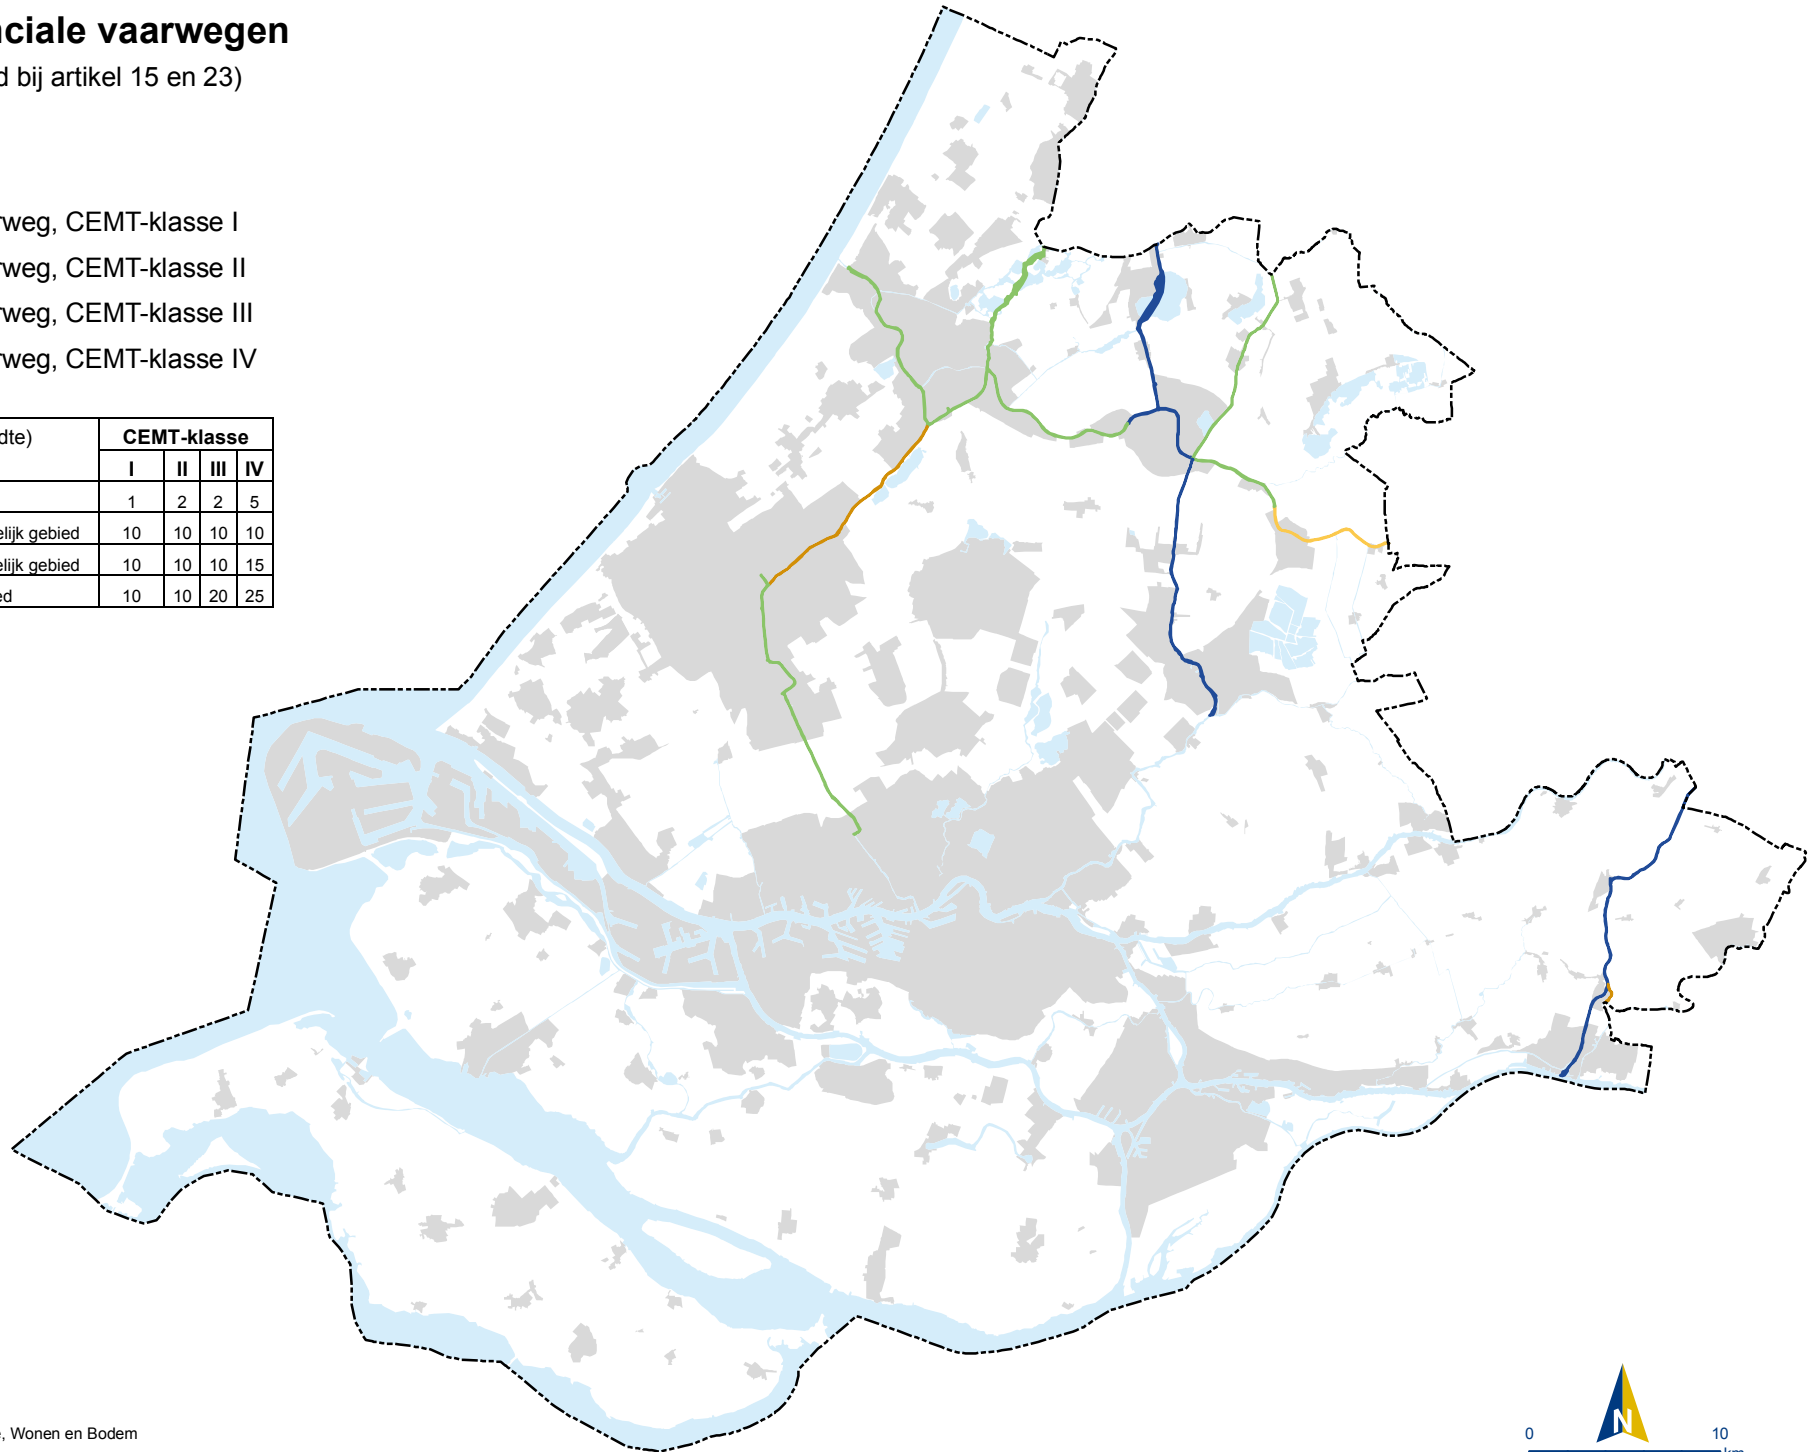 nciale vaarwegen
d bij artikel 15 en 23)
rweg, CEMT-klasse I
rweg, CEMT-klasse II
rweg, CEMT-klasse III
rweg, CEMT-klasse IV
dte) CEMT-klasse
I II III IV
1 2 2 5
elijk gebied 10 10 10 10
elijk gebied 10 10 10 15
ed 10 10 20 25
e, Wonen en Bodem
N
0 10
km